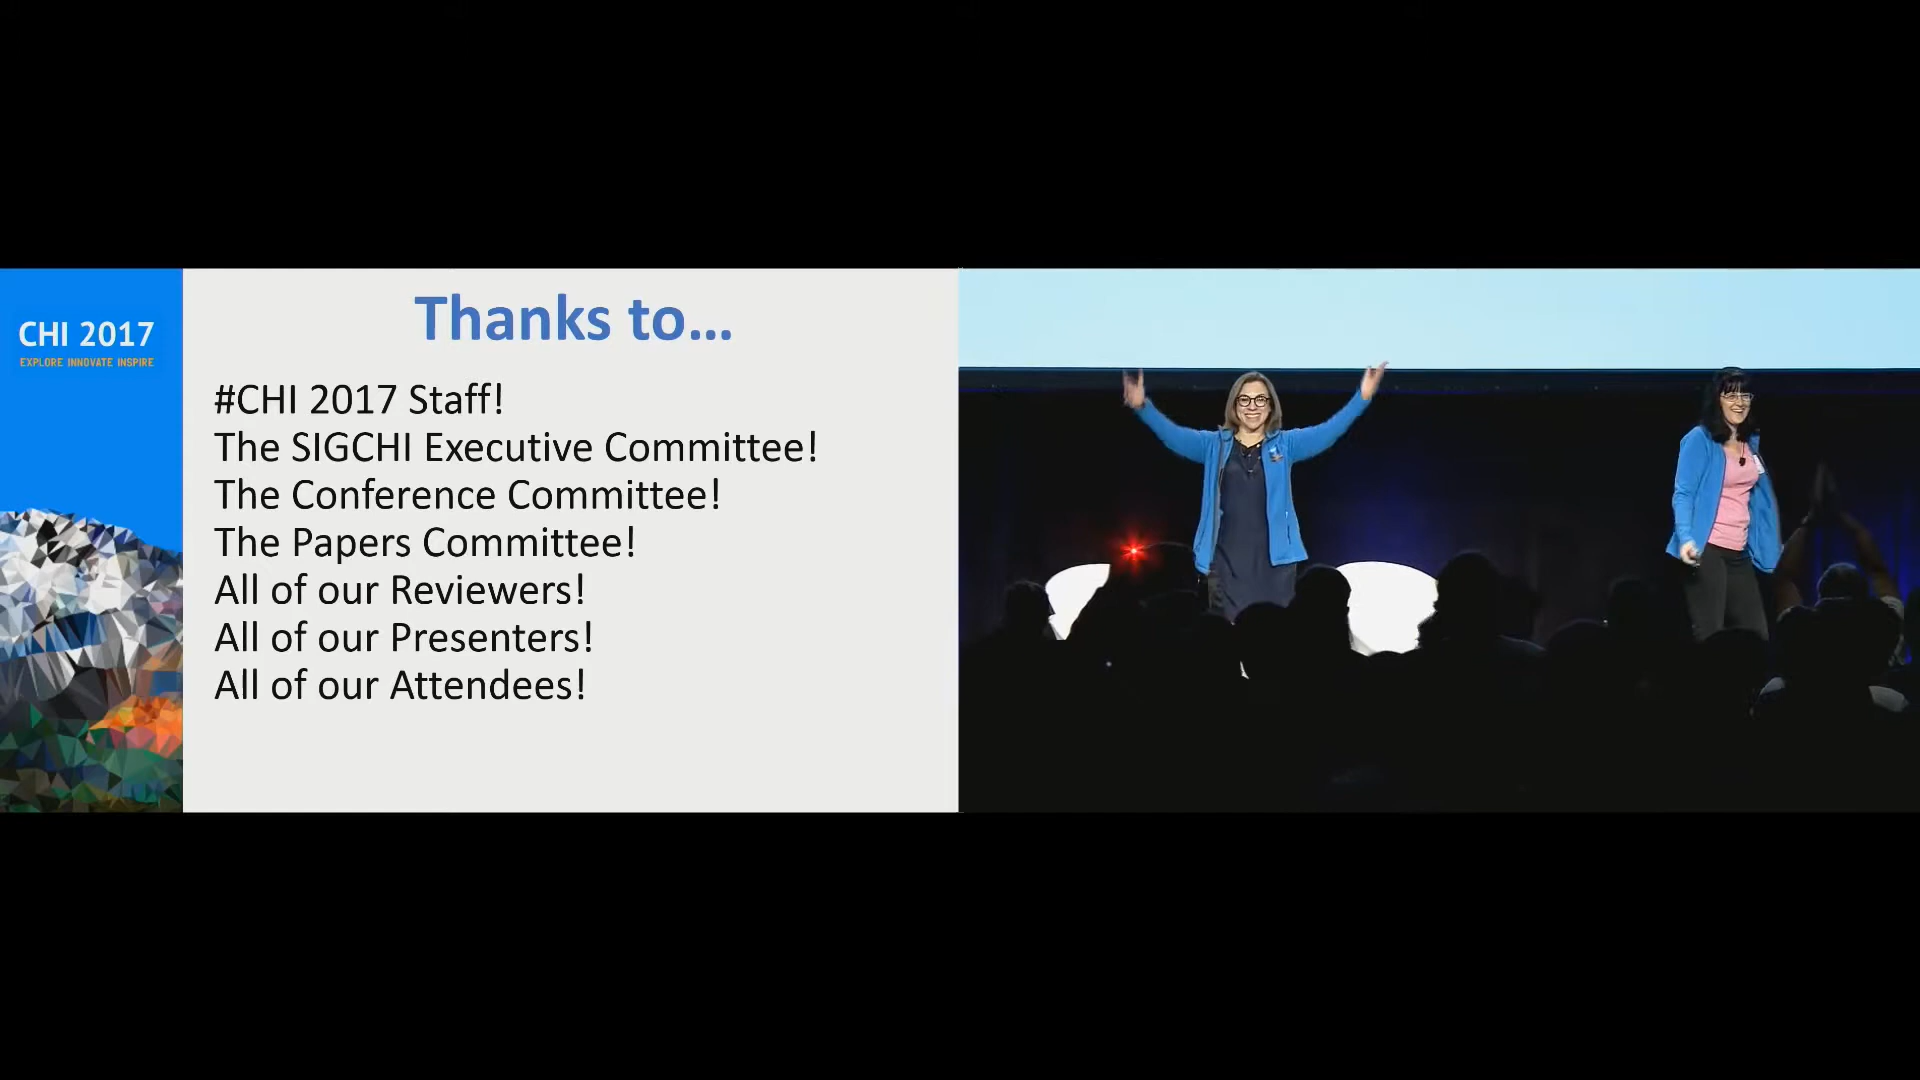 CHI 2017
EXPLORE INNOVATE INSPIRE
Thanks to...
#CHI 2017 Staff!
The SIGCHI Executive Committee!
The Conference Committee!
The Papers Committee!
All of our Reviewers!
All of our Presenters!
All of our Attendees!